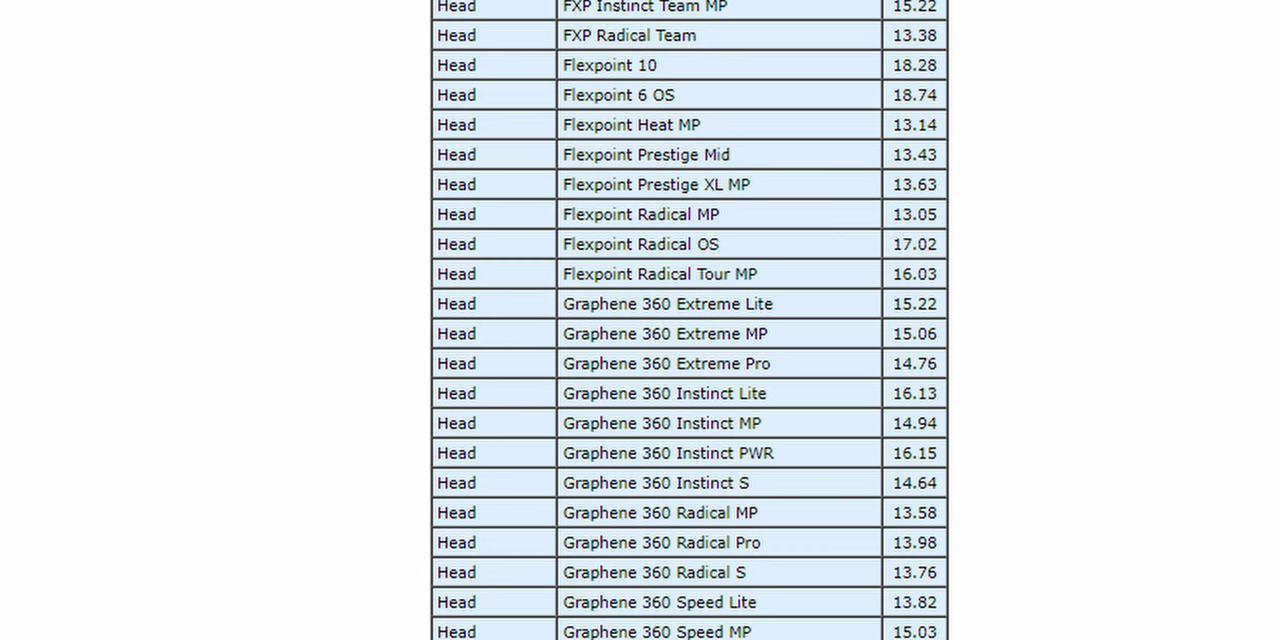 Head FXP Instinct Team MP 15.22
Head FXP Radical Team 13.38
Head Flexpoint 10 18.28
Head Flexpoint 6 OS 18.74
Head Flexpoint Heat MP 13.14
Head Flexpoint Prestige Mid 13.43
Head Flexpoint Prestige XL MP 13.63
Head Flexpoint Radical MP 13.05
Head Flexpoint Radical OS 17.02
Head Flexpoint Radical Tour MP 16.03
Head Graphene 360 Extreme Lite 15.22
Head Graphene 360 Extreme MP 15.06
Head Graphene 360 Extreme Pro 14.76
Head Graphene 360 Instinct Lite 16.13
Head Graphene 360 Instinct MP 14.94
Head Graphene 360 Instinct PWR 16.15
Head Graphene 360 Instinct S 14.64
Head Graphene 360 Radical MP 13.58
Head Graphene 360 Radical Pro 13.98
Head Graphene 360 Radical S 13.76
Head Graphene 360 Speed Lite 13.82
Head Graphene 360 Speed MP 15.03